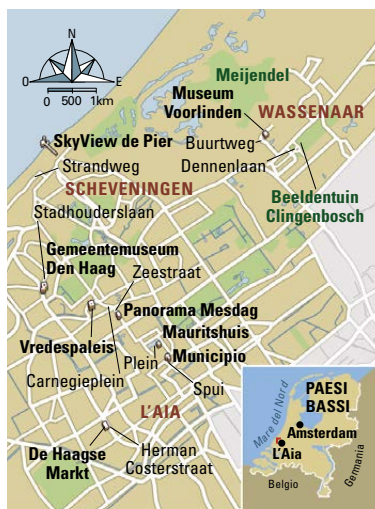 N
O
E
0 500 1km
Meijendel
Museum
Voorlinden
WASSENAAR
SkyView de Pier
Buurtweg
Dennenlaan
Strandweg
SCHEVENINGEN
Beeldentuin
Clingenbosch
Stadhouderslaan
Gemeentemuseum
Den Haag
Zeestraat
Panorama Mesdag
Mauritshuis
Vredespaleis
Plein
Municipio
Carnegieplein
Spui
L'AIA
De Haagse
Markt
Herman
Costerstraat
Mare del Nord
PAESI
BASSI
Amsterdam
L'Aia
Belgio
Germania